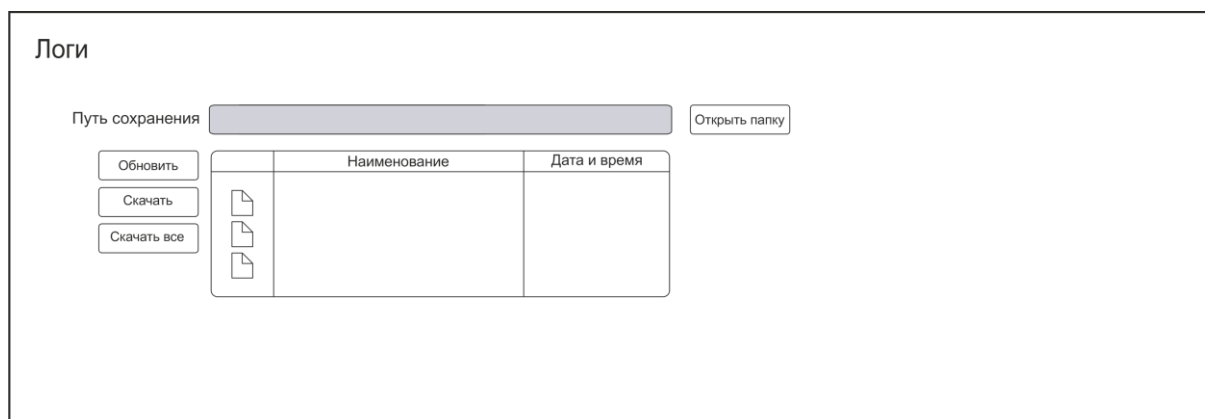 Логи
Путь сохранения
Открыть папку
Обновить
Наименование
Дата и время
Скачать
Скачать все